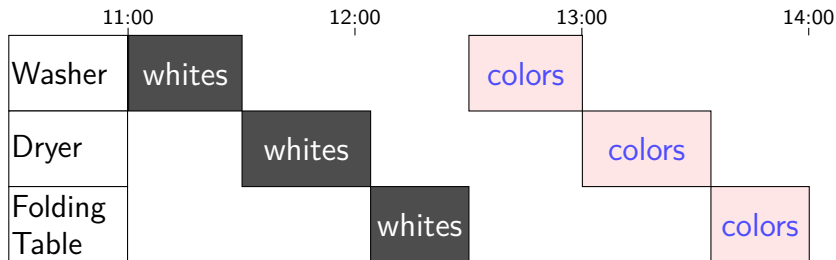 11:00 12:00 13:00 14:00
Washer whites colors
Dryer whites colors
Folding
Table whites colors